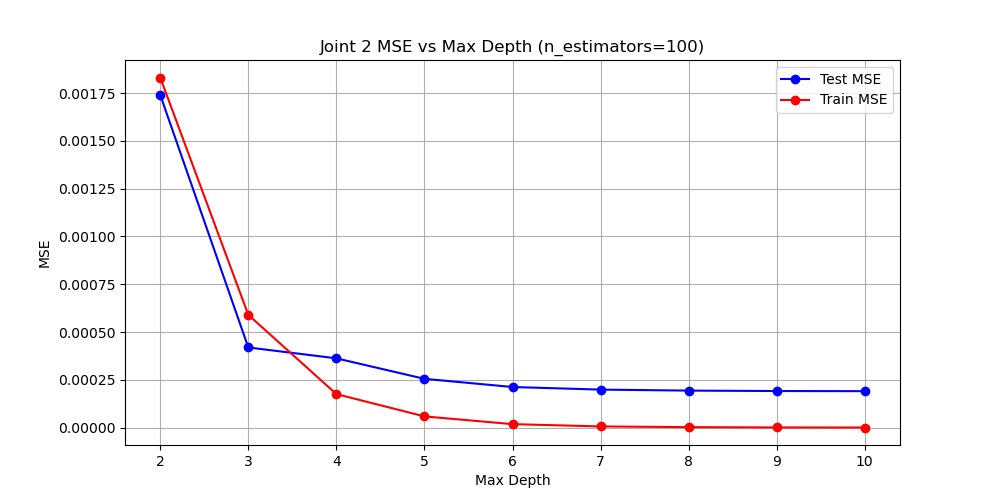 Joint 2 MSE vs Max Depth (n_estimators=100)
Test MSE
Train MSE
MSE
0.00175
0.00150
0.00125
0.00100
0.00075
0.00050
0.00025
0.00000
2 3 4 5 6 7 8 9 10
Max Depth